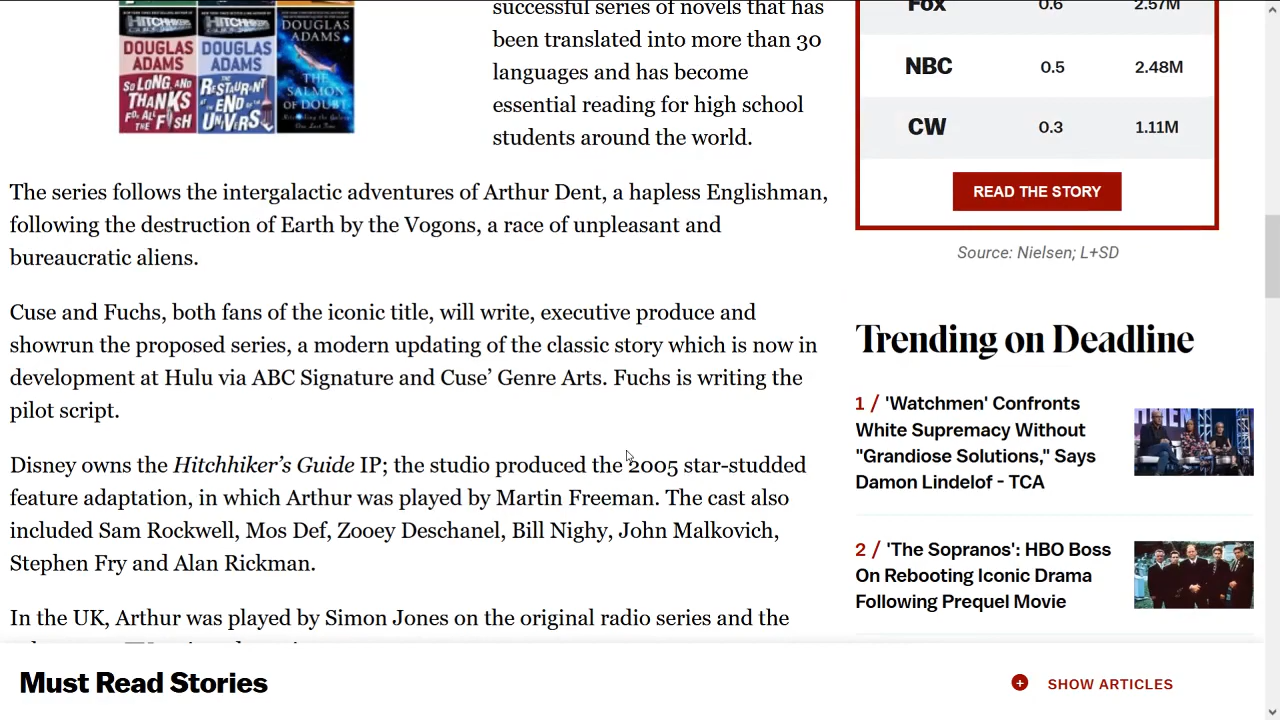 HITCHHIKER
HITCHHIKER
DOUGLAS
ADAMS
SO LONG, AND
THANKS
FOR ALL
THE FISH
DOUGLAS
ADAMS
THE
RESTAURANT
AT THE END
OF THE
UNIVERS
DOUGLAS
ADAMS
THE
SALMON
OF DOUBT
successful series of novels that has
been translated into more than 30
languages and has become
essential reading for high school
students around the world.
The series follows the intergalactic adventures of Arthur Dent, a hapless Englishman,
following the destruction of Earth by the Vogons, a race of unpleasant and
bureaucratic aliens.
Cuse and Fuchs, both fans of the iconic title, will write, executive produce and
showrun the proposed series, a modern updating of the classic story which is now in
development at Hulu via ABC Signature and Cuse’ Genre Arts. Fuchs is writing the
pilot script.
Disney owns the Hitchhiker’s Guide IP; the studio produced the 2005 star-studded
feature adaptation, in which Arthur was played by Martin Freeman. The cast also
included Sam Rockwell, Mos Def, Zooey Deschanel, Bill Nighy, John Malkovich,
Stephen Fry and Alan Rickman.
In the UK, Arthur was played by Simon Jones on the original radio series and the
Fox 0.6 2.57M
NBC 0.5 2.48M
CW 0.3 1.11M
READ THE STORY
Source: Nielsen; L+SD
Trending on Deadline
1 / 'Watchmen' Confronts
White Supremacy Without
"Grandiose Solutions," Says
Damon Lindelof - TCA
2 / 'The Sopranos': HBO Boss
On Rebooting Iconic Drama
Following Prequel Movie
Must Read Stories
+ SHOW ARTICLES